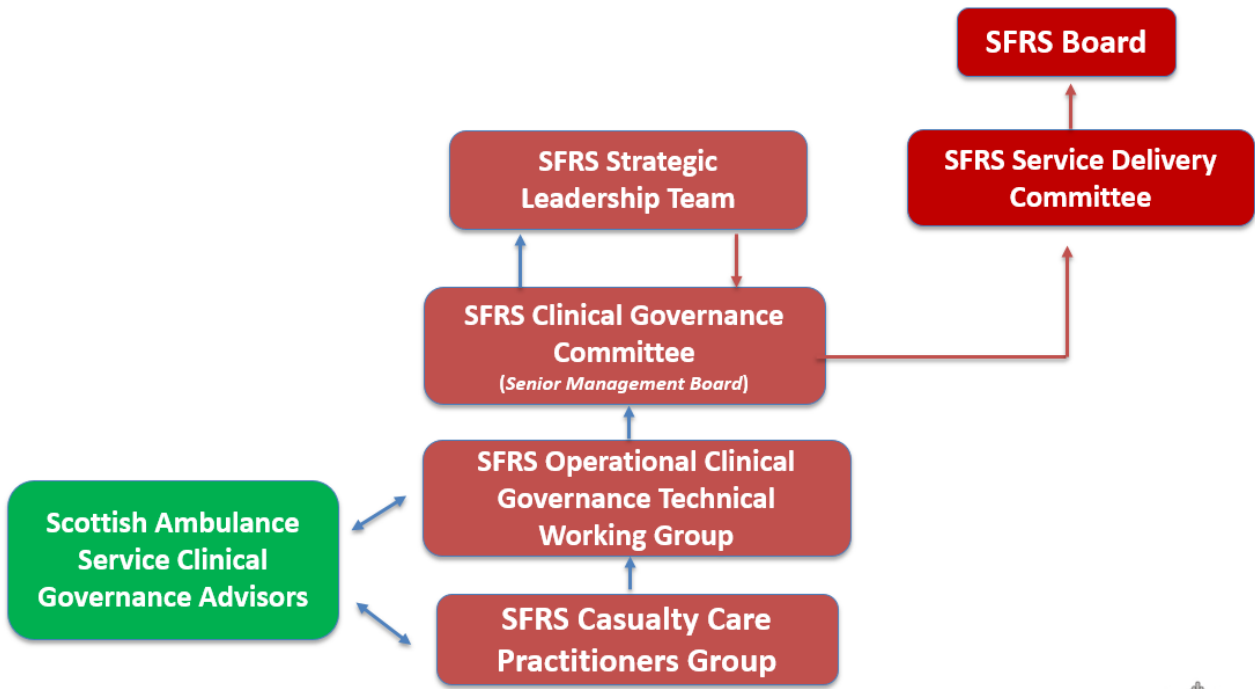 SFRS Board
SFRS Strategic
Leadership Team
SFRS Service Delivery
Committee
SFRS Clinical Governance
Committee
(Senior Management Board)
SFRS Operational Clinical
Governance Technical
Working Group
Scottish Ambulance
Service Clinical
Governance Advisors
SFRS Casualty Care
Practitioners Group